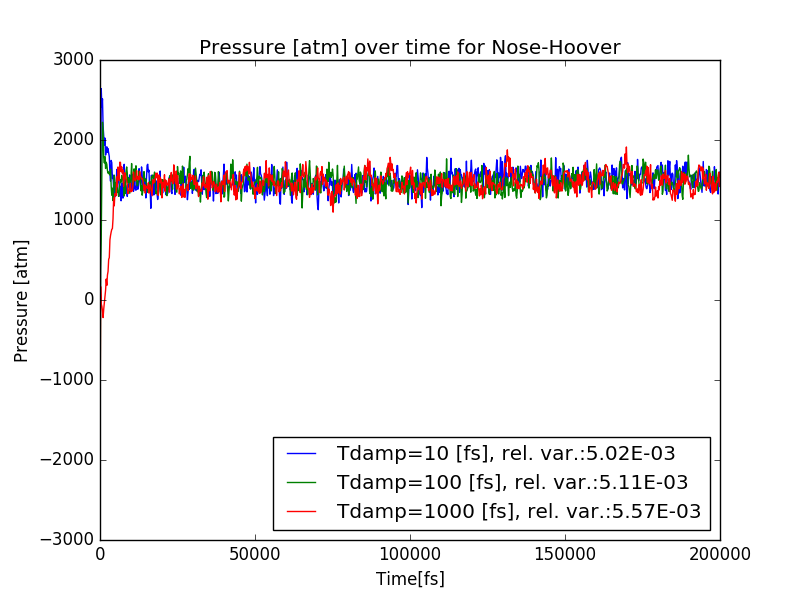 Pressure [atm] over time for Nose-Hoover
3000
2000
1000
0
−1000
−2000
−3000
Pressure [atm]
Tdamp=10 [fs], rel. var.:5.02E-03
Tdamp=100 [fs], rel. var.:5.11E-03
Tdamp=1000 [fs], rel. var.:5.57E-03
0 50000 100000 150000 200000
Time[fs]